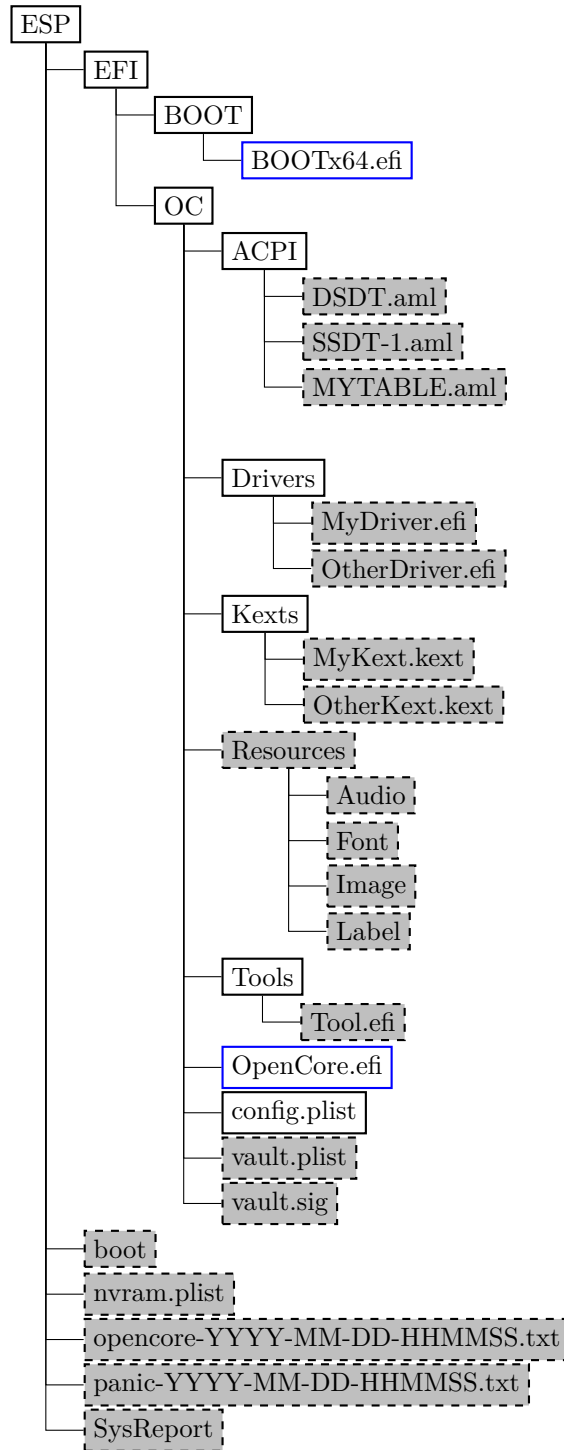 ESP
EFI
BOOT
BOOTx64.efi
OC
ACPI
DSDT.aml
SSDT-1.aml
MYTABLE.aml
Drivers
MyDriver.efi
OtherDriver.efi
Kexts
MyKext.kext
OtherKext.kext
Resources
Audio
Font
Image
Label
Tools
Tool.efi
OpenCore.efi
config.plist
vault.plist
vault.sig
boot
nvram.plist
opencore-YYYY-MM-DD-HHMMSS.txt
panic-YYYY-MM-DD-HHMMSS.txt
SysReport